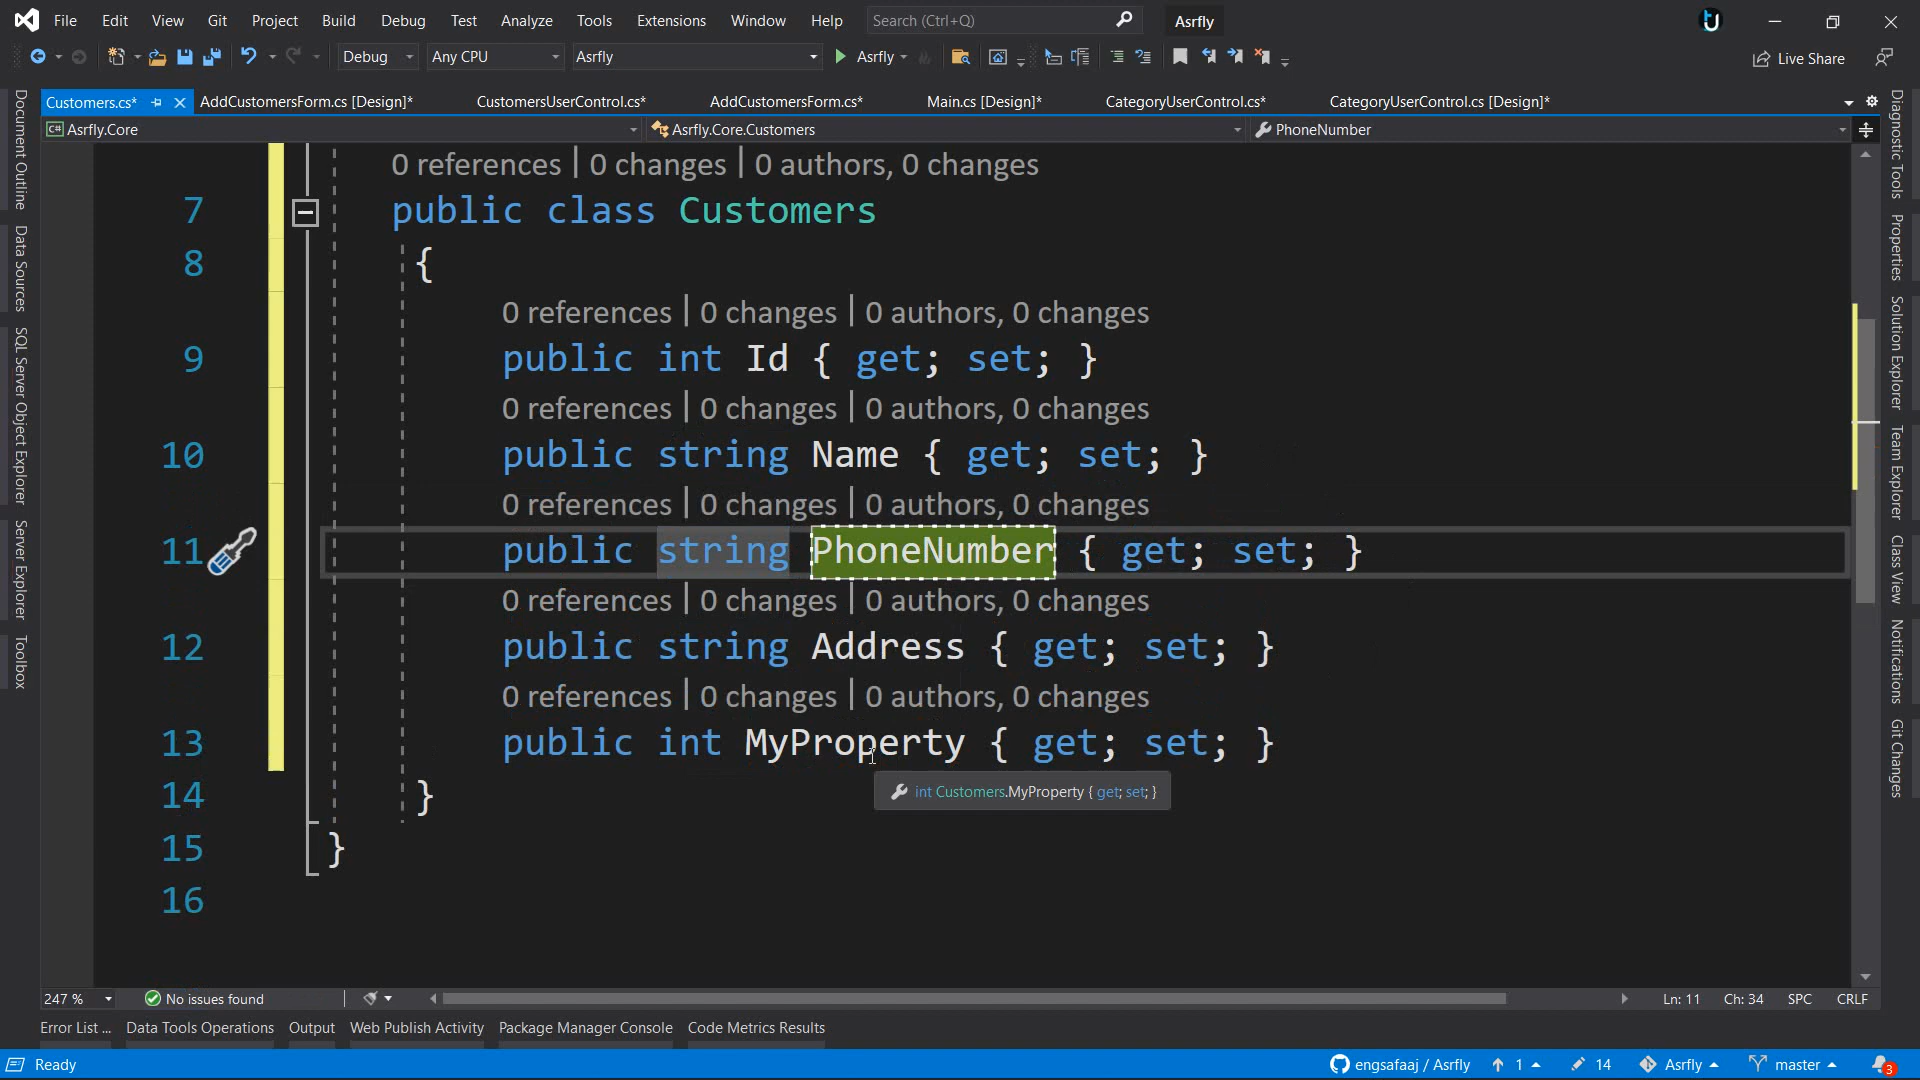 File Edit View Git Project Build Debug Test Analyze Tools Extensions Window Help Search (Ctrl+Q) Asrfly
Debug Any CPU Asrfly Asrfly Live Share
Customers.cs* AddCustomersForm.cs [Design]* CustomersUserControl.cs* AddCustomersForm.cs* Main.cs [Design]* CategoryUserControl.cs* CategoryUserControl.cs [Design]*
C# Asrfly.Core Asrfly.Core.Customers PhoneNumber
Document Outline
Data Sources
SQL Server Object Explorer
Server Explorer
Toolbox
0 references | 0 changes | 0 authors, 0 changes
7 public class Customers
8 {
0 references | 0 changes | 0 authors, 0 changes
9 public int Id { get; set; }
0 references | 0 changes | 0 authors, 0 changes
10 public string Name { get; set; }
0 references | 0 changes | 0 authors, 0 changes
11 public string PhoneNumber { get; set; }
0 references | 0 changes | 0 authors, 0 changes
12 public string Address { get; set; }
0 references | 0 changes | 0 authors, 0 changes
13 public int MyProperty { get; set; }
int Customers.MyProperty { get; set; }
14 }
15 }
16
Diagnostic Tools
Properties
Solution Explorer
Team Explorer
Class View
Notifications
Git Changes
247 % No issues found Ln: 11 Ch: 34 SPC CRLF
Error List ... Data Tools Operations Output Web Publish Activity Package Manager Console Code Metrics Results
Ready engsafaaj / Asrfly 1 14 Asrfly master 3